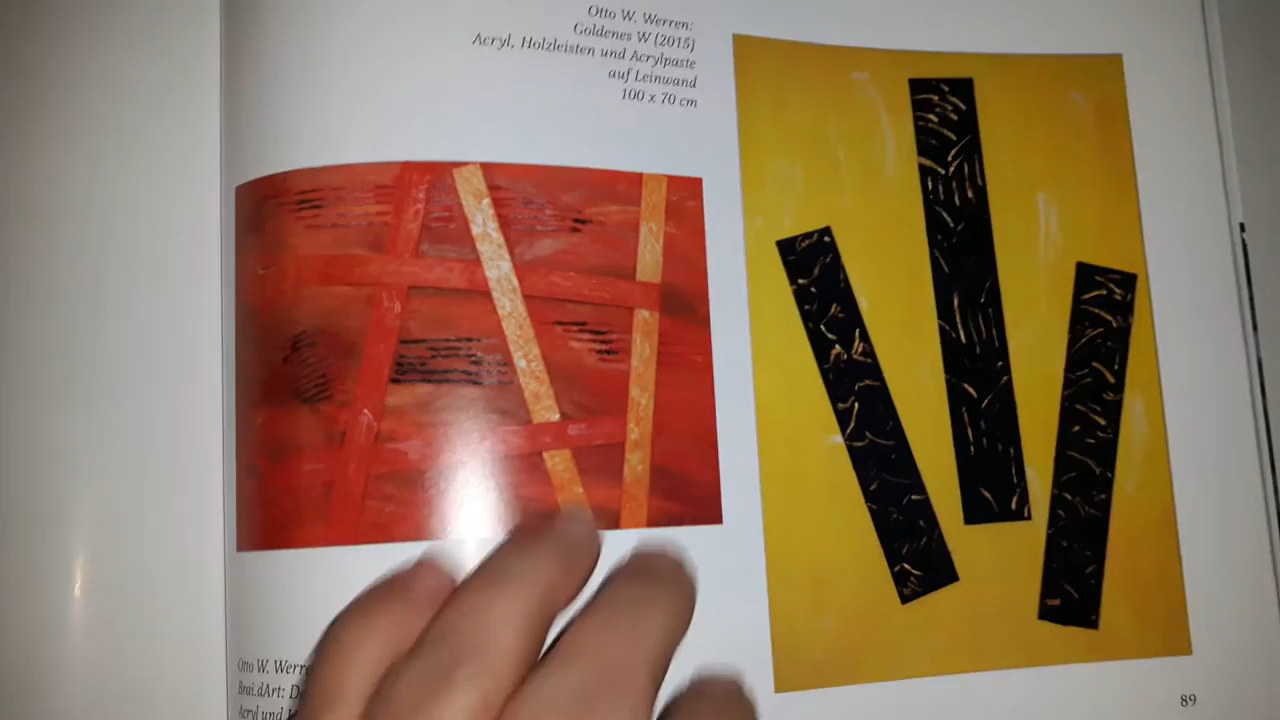 Otto W. Werren:
Goldenes W (2015)
Acryl, Holzleisten und Acrylpaste
auf Leinwand
100 x 70 cm
Otto W.
Brai.dArt:
Acryl und
89